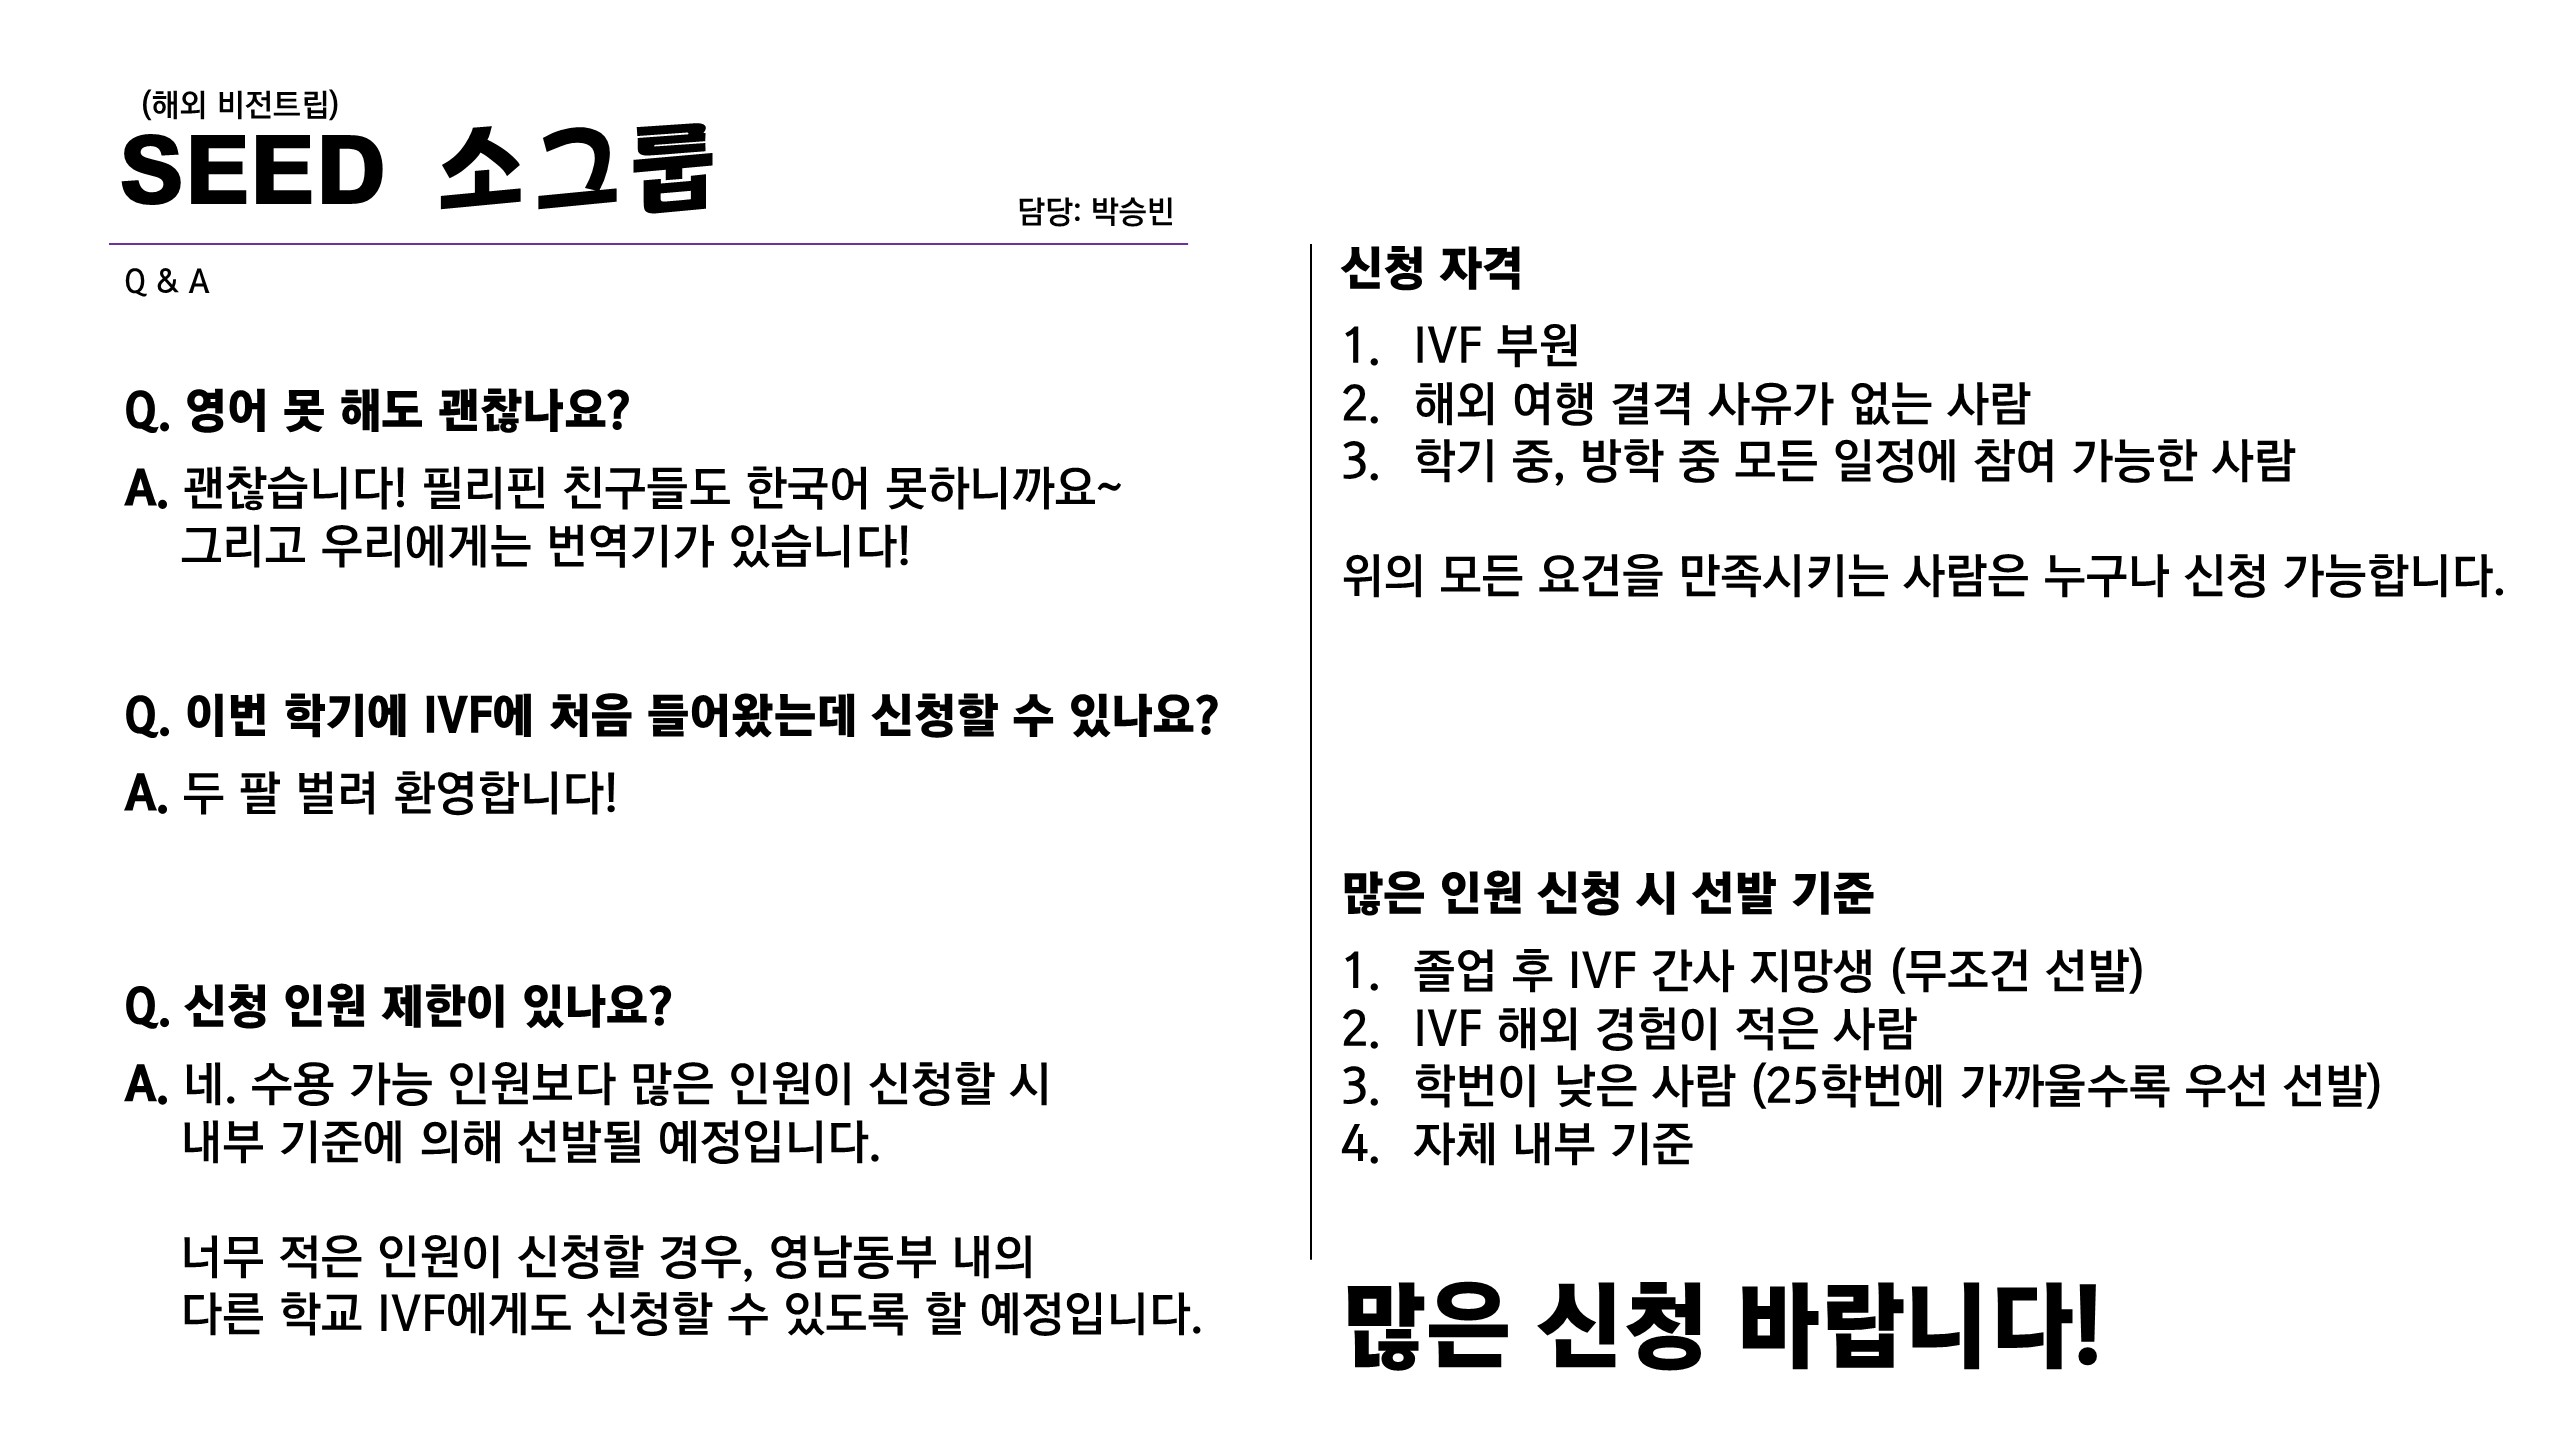 (해외 비전트립)
SEED 소그룹
담당: 박승빈
Q & A
Q. 영어 못 해도 괜찮나요?
A. 괜찮습니다! 필리핀 친구들도 한국어 못하니까요~
그리고 우리에게는 번역기가 있습니다!
Q. 이번 학기에 IVF에 처음 들어왔는데 신청할 수 있나요?
A. 두 팔 벌려 환영합니다!
Q. 신청 인원 제한이 있나요?
A. 네. 수용 가능 인원보다 많은 인원이 신청할 시
내부 기준에 의해 선발될 예정입니다.
너무 적은 인원이 신청할 경우, 영남동부 내의
다른 학교 IVF에게도 신청할 수 있도록 할 예정입니다.
신청 자격
1. IVF 부원
2. 해외 여행 결격 사유가 없는 사람
3. 학기 중, 방학 중 모든 일정에 참여 가능한 사람
위의 모든 요건을 만족시키는 사람은 누구나 신청 가능합니다.
많은 인원 신청 시 선발 기준
1. 졸업 후 IVF 간사 지망생 (무조건 선발)
2. IVF 해외 경험이 적은 사람
3. 학번이 낮은 사람 (25학번에 가까울수록 우선 선발)
4. 자체 내부 기준
많은 신청 바랍니다!